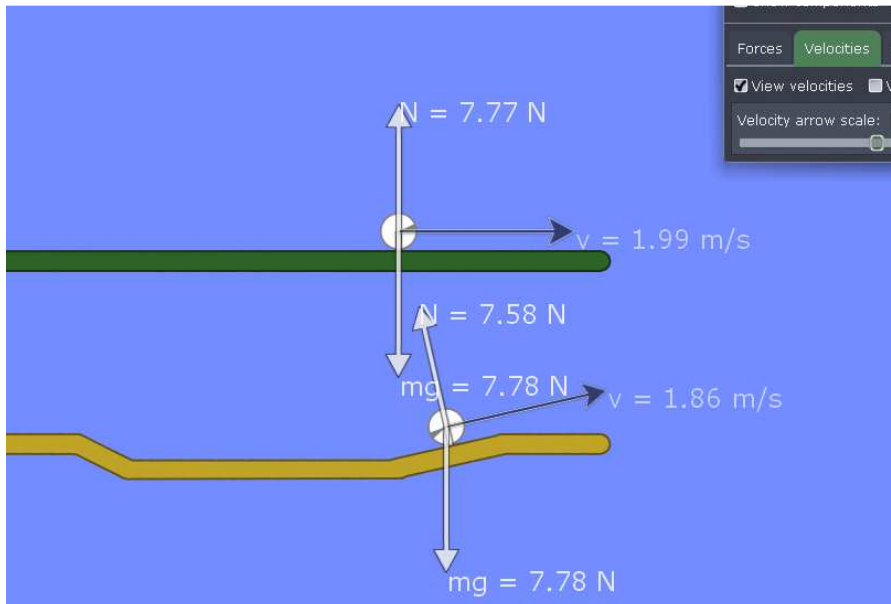 Forces Velocities
View velocities V
Velocity arrow scale:
N = 7.77 N
v = 1.99 m/s
N = 7.58 N
mg = 7.78 N
v = 1.86 m/s
mg = 7.78 N